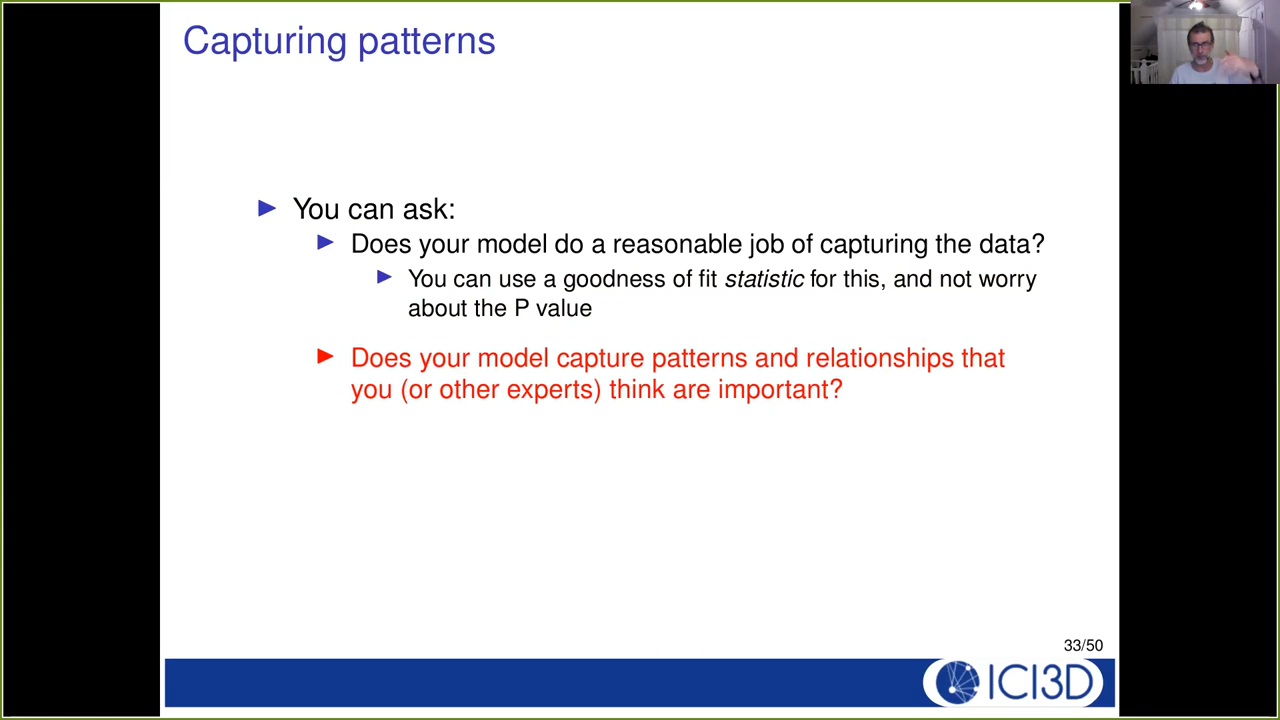 Capturing patterns
You can ask:
Does your model do a reasonable job of capturing the data?
You can use a goodness of fit statistic for this, and not worry
about the P value
Does your model capture patterns and relationships that
you (or other experts) think are important?
33/50
ICI3D